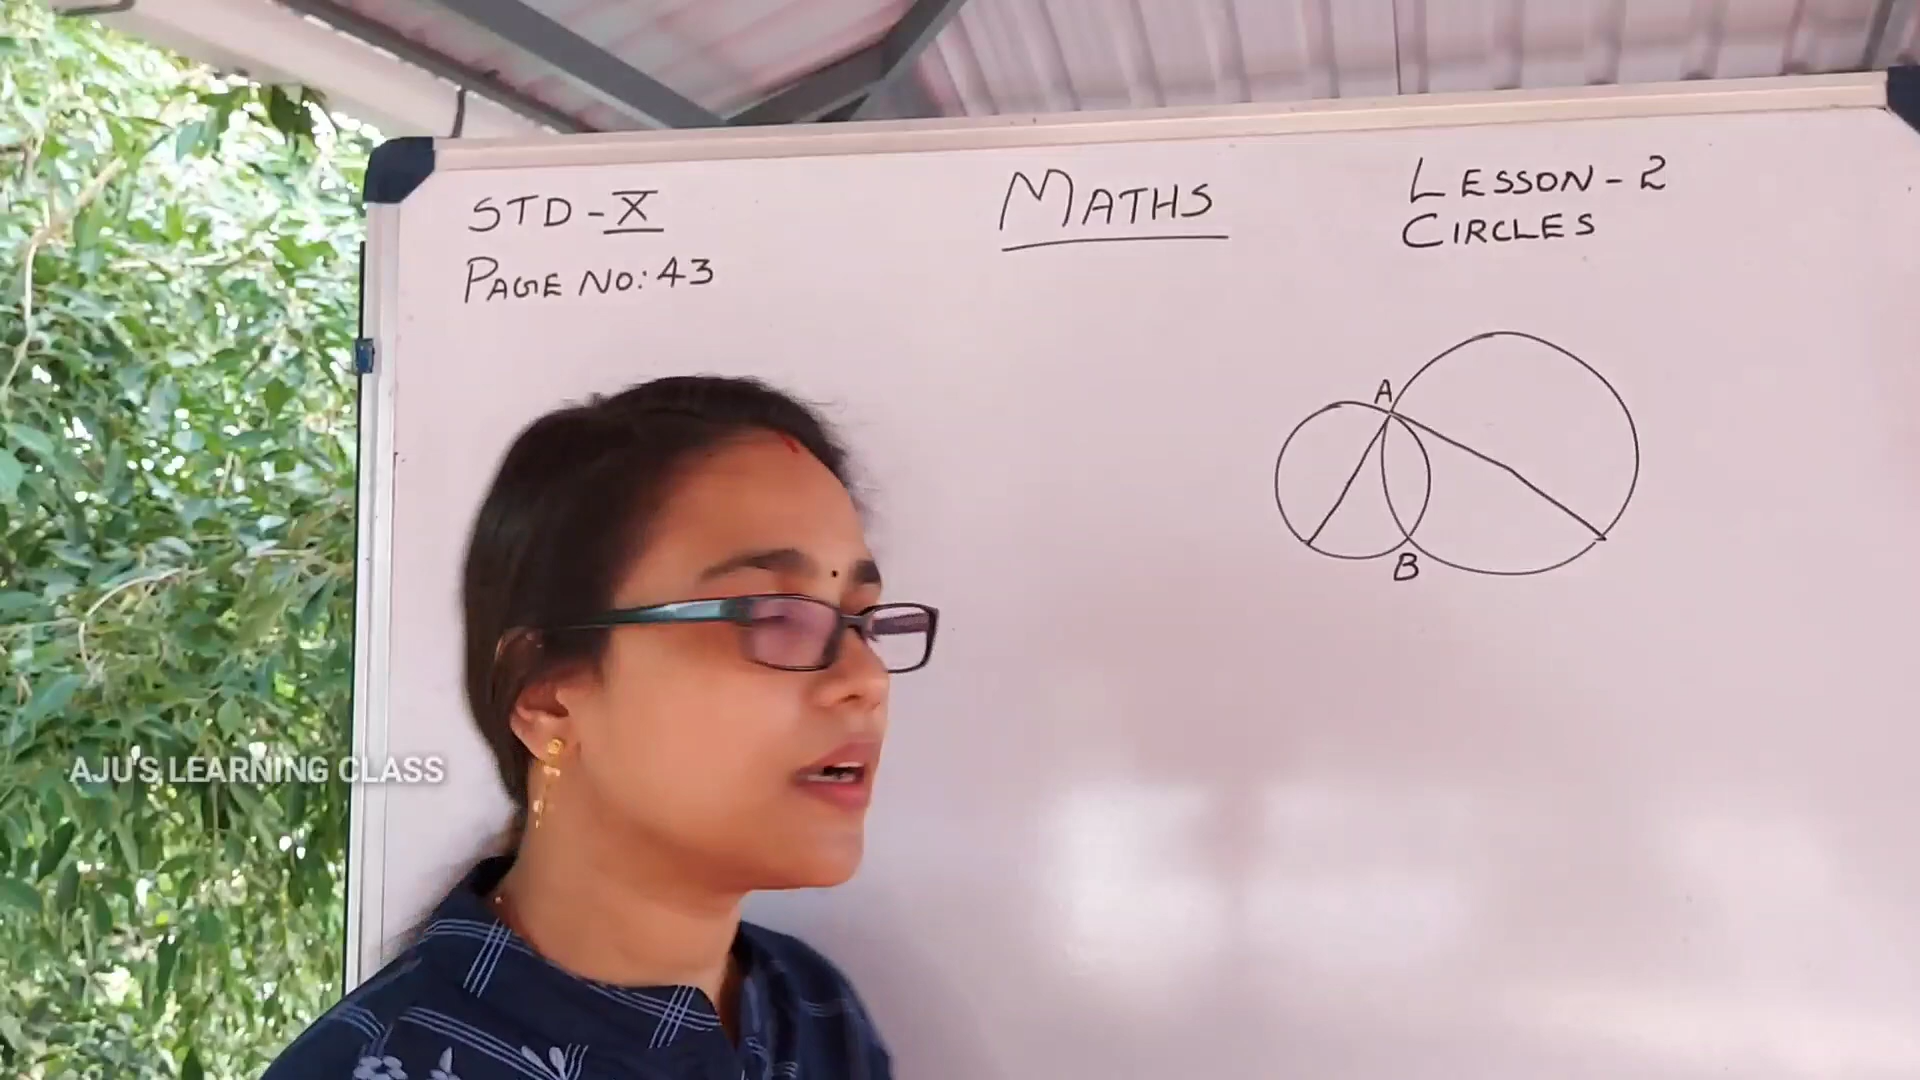 STD - X
PAGE NO: 43
MATHS
LESSON - 2
CIRCLES
A
B
AJU'S LEARNING CLASS